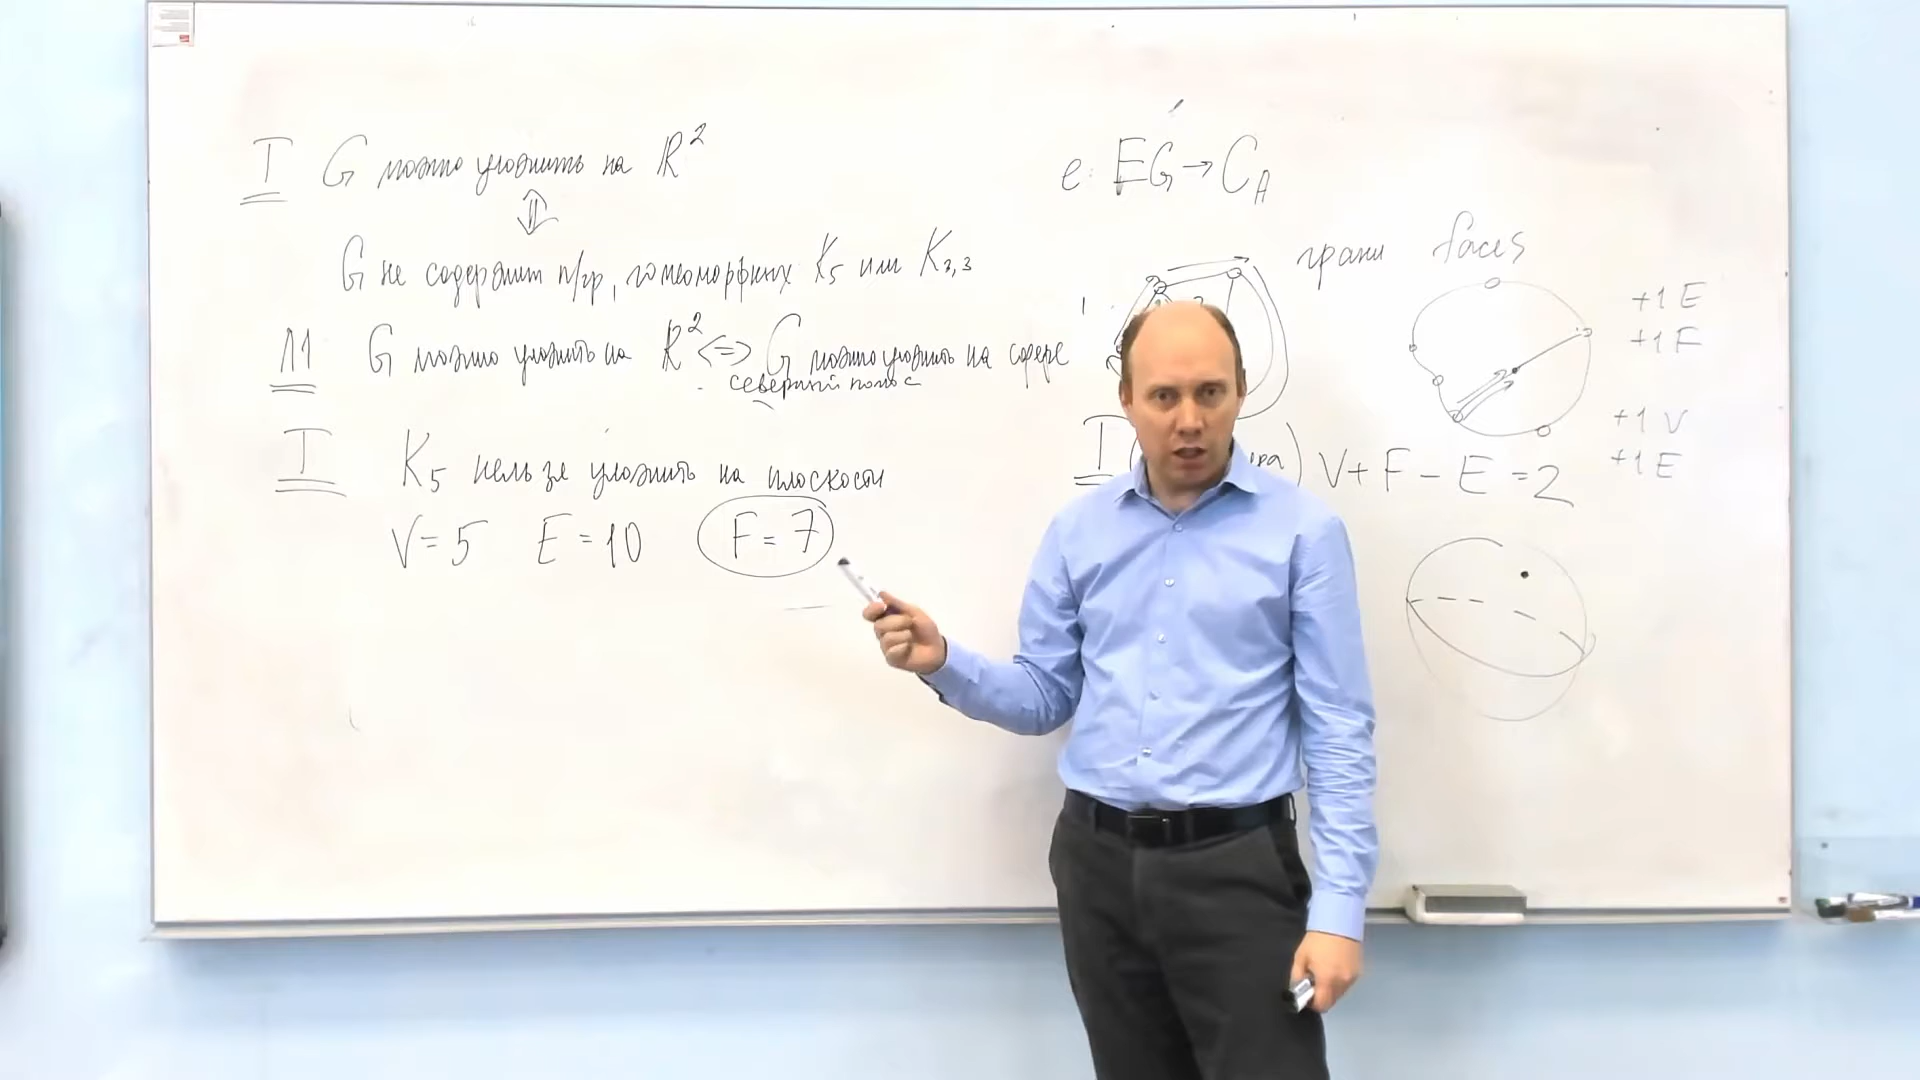 T G можно уложить на R²
⇕
G не содержит п/гр, гомеоморфных K₅ или K₃,₃
Л1 G можно уложить на R² <=> G можно уложить на сфере
северный полюс
T K₅ нельзя уложить на плоскости
V = 5 E = 10 F = 7
e: EG → C_A
грани faces
+1 E
+1 F
+1 V
+1 E
T ( ера) V + F - E = 2